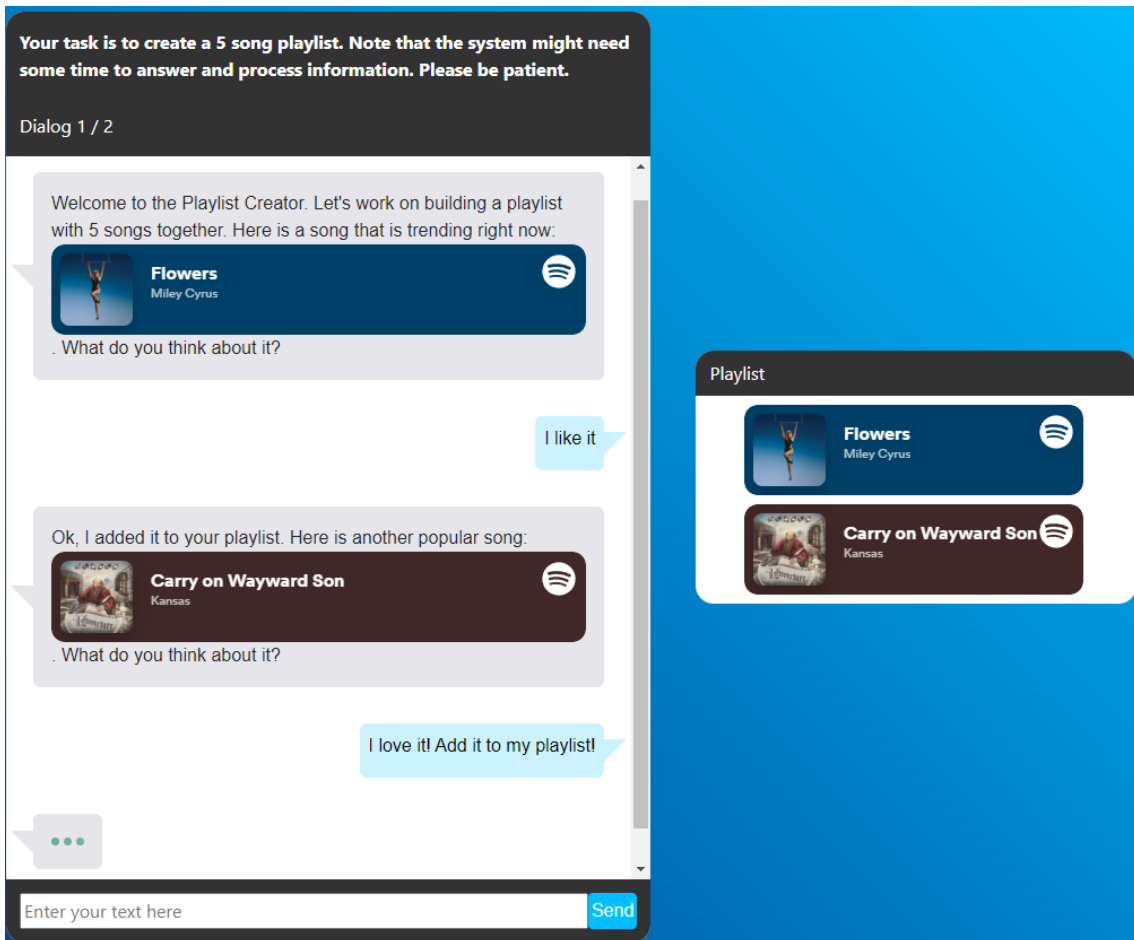 Your task is to create a 5 song playlist. Note that the system might need
some time to answer and process information. Please be patient.
Dialog 1 / 2
Welcome to the Playlist Creator. Let's work on building a playlist
with 5 songs together. Here is a song that is trending right now:
Flowers
Miley Cyrus
. What do you think about it?
I like it
Ok, I added it to your playlist. Here is another popular song:
Carry on Wayward Son
Kansas
. What do you think about it?
I love it! Add it to my playlist!
Enter your text here
Send
Playlist
Flowers
Miley Cyrus
Carry on Wayward Son
Kansas